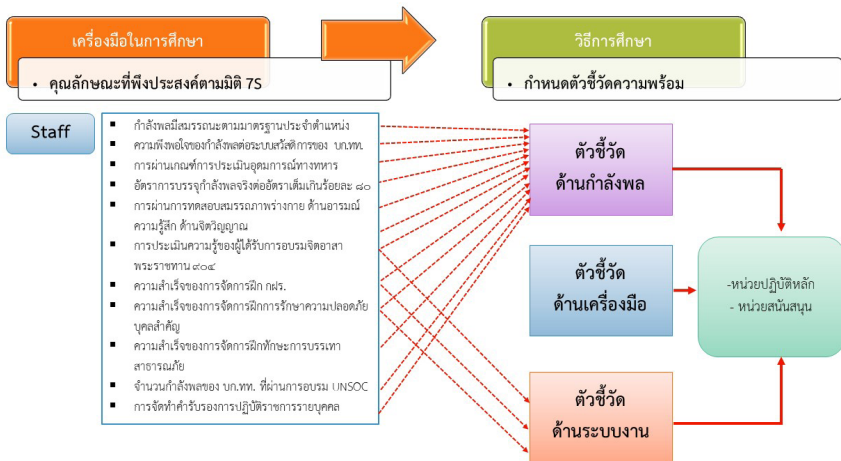 เครื่องมือในการศึกษา
วิธีการศึกษา
• คุณลักษณะที่พึงประสงค์ตามมิติ 7S
• กำหนดตัวชี้วัดความพร้อม
Staff
▪ กำลังพลมีสมรรถนะตามมาตรฐานประจำตำแหน่ง
▪ ความพึงพอใจของกำลังพลต่อระบบสวัสดิการของ บก.ทท.
▪ การผ่านเกณฑ์การประเมินอุดมการณ์ทางทหาร
▪ อัตราการบรรจุกำลังพลจริงต่ออัตราเต็มเกินร้อยละ ๘๐
▪ การผ่านการทดสอบสมรรถภาพร่างกาย ด้านอารมณ์
ความรู้สึก ด้านจิตวิญญาณ
▪ การประเมินความรู้ของผู้ได้รับการอบรมจิตอาสา
พระราชทาน ๙๐๔
▪ ความสำเร็จของการจัดการฝึก กฝร.
▪ ความสำเร็จของการจัดการฝึกการรักษาความปลอดภัย
บุคลสำคัญ
▪ ความสำเร็จของการจัดการฝึกทักษะการบรรเทา
สาธารณภัย
▪ จำนวนกำลังพลของ บก.ทท. ที่ผ่านการอบรม UNSOC
▪ การจัดทำคำรับรองการปฏิบัติราชการรายบุคคล
ตัวชี้วัด
ด้านกำลังพล
ตัวชี้วัด
ด้านเครื่องมือ
ตัวชี้วัด
ด้านระบบงาน
-หน่วยปฏิบัติหลัก
- หน่วยสนันสนุน